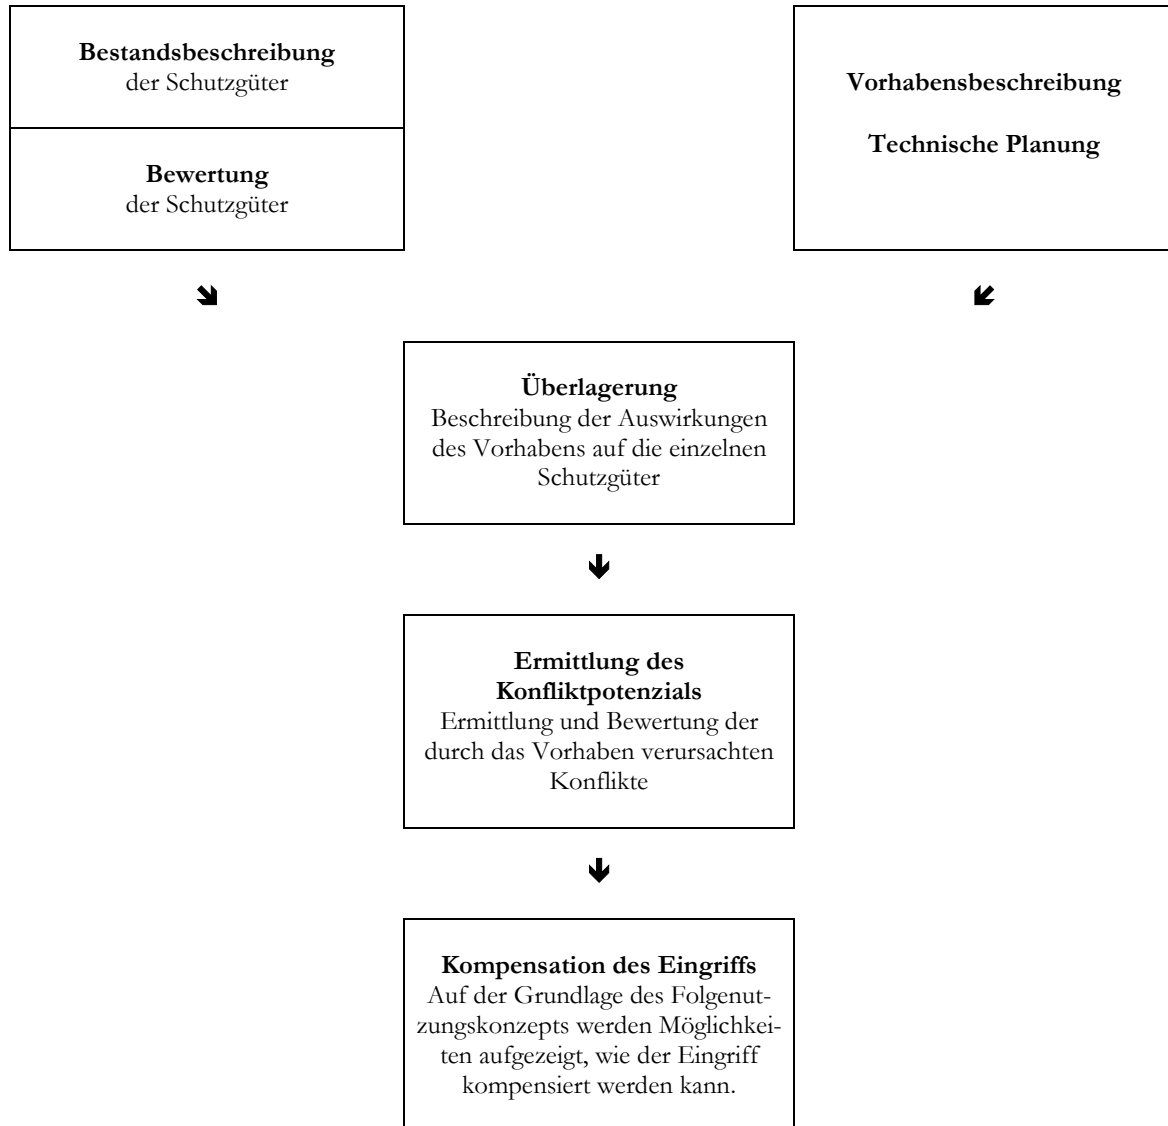 Bestandsbeschreibung
der Schutzgüter
Bewertung
der Schutzgüter
Vorhabensbeschreibung
Technische Planung
Überlagerung
Beschreibung der Auswirkungen
des Vorhabens auf die einzelnen
Schutzgüter
Ermittlung des
Konfliktpotenzials
Ermittlung und Bewertung der
durch das Vorhaben verursachten
Konflikte
Kompensation des Eingriffs
Auf der Grundlage des Folgenut-
zungskonzepts werden Möglichkei-
ten aufgezeigt, wie der Eingriff
kompensiert werden kann.